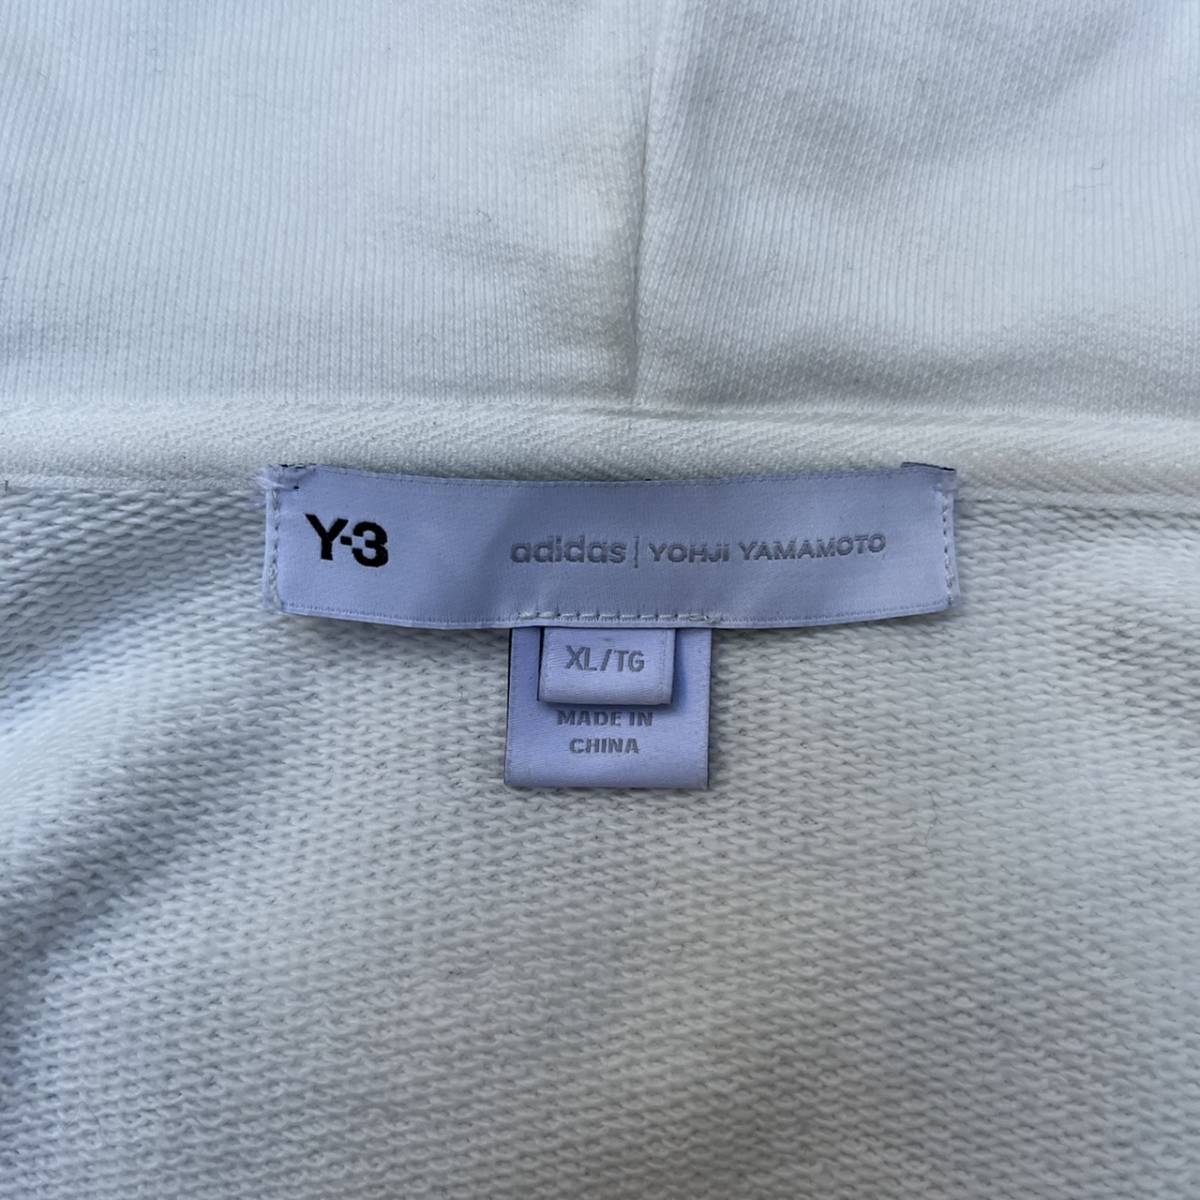 Y-3 adidas | YOHJI YAMAMOTO
XL/TG
MADE IN
CHINA